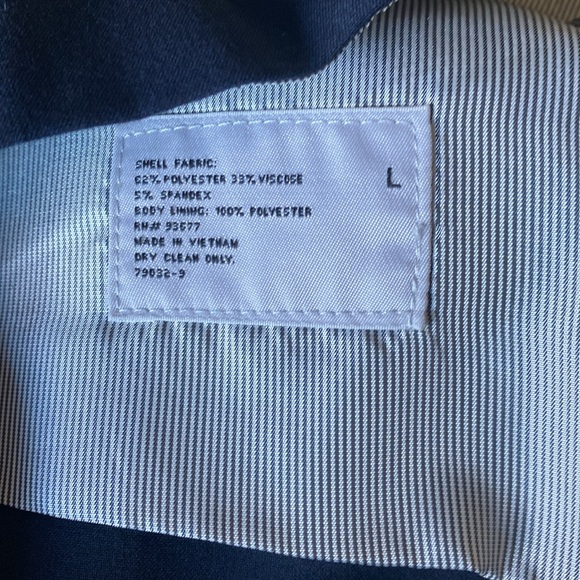 SHELL FABRIC:
62% POLYESTER 33% VISCOSE
5% SPANDEX
BODY LINING: 100% POLYESTER
RN# 93677
MADE IN VIETNAM
DRY CLEAN ONLY.
79032-9
L